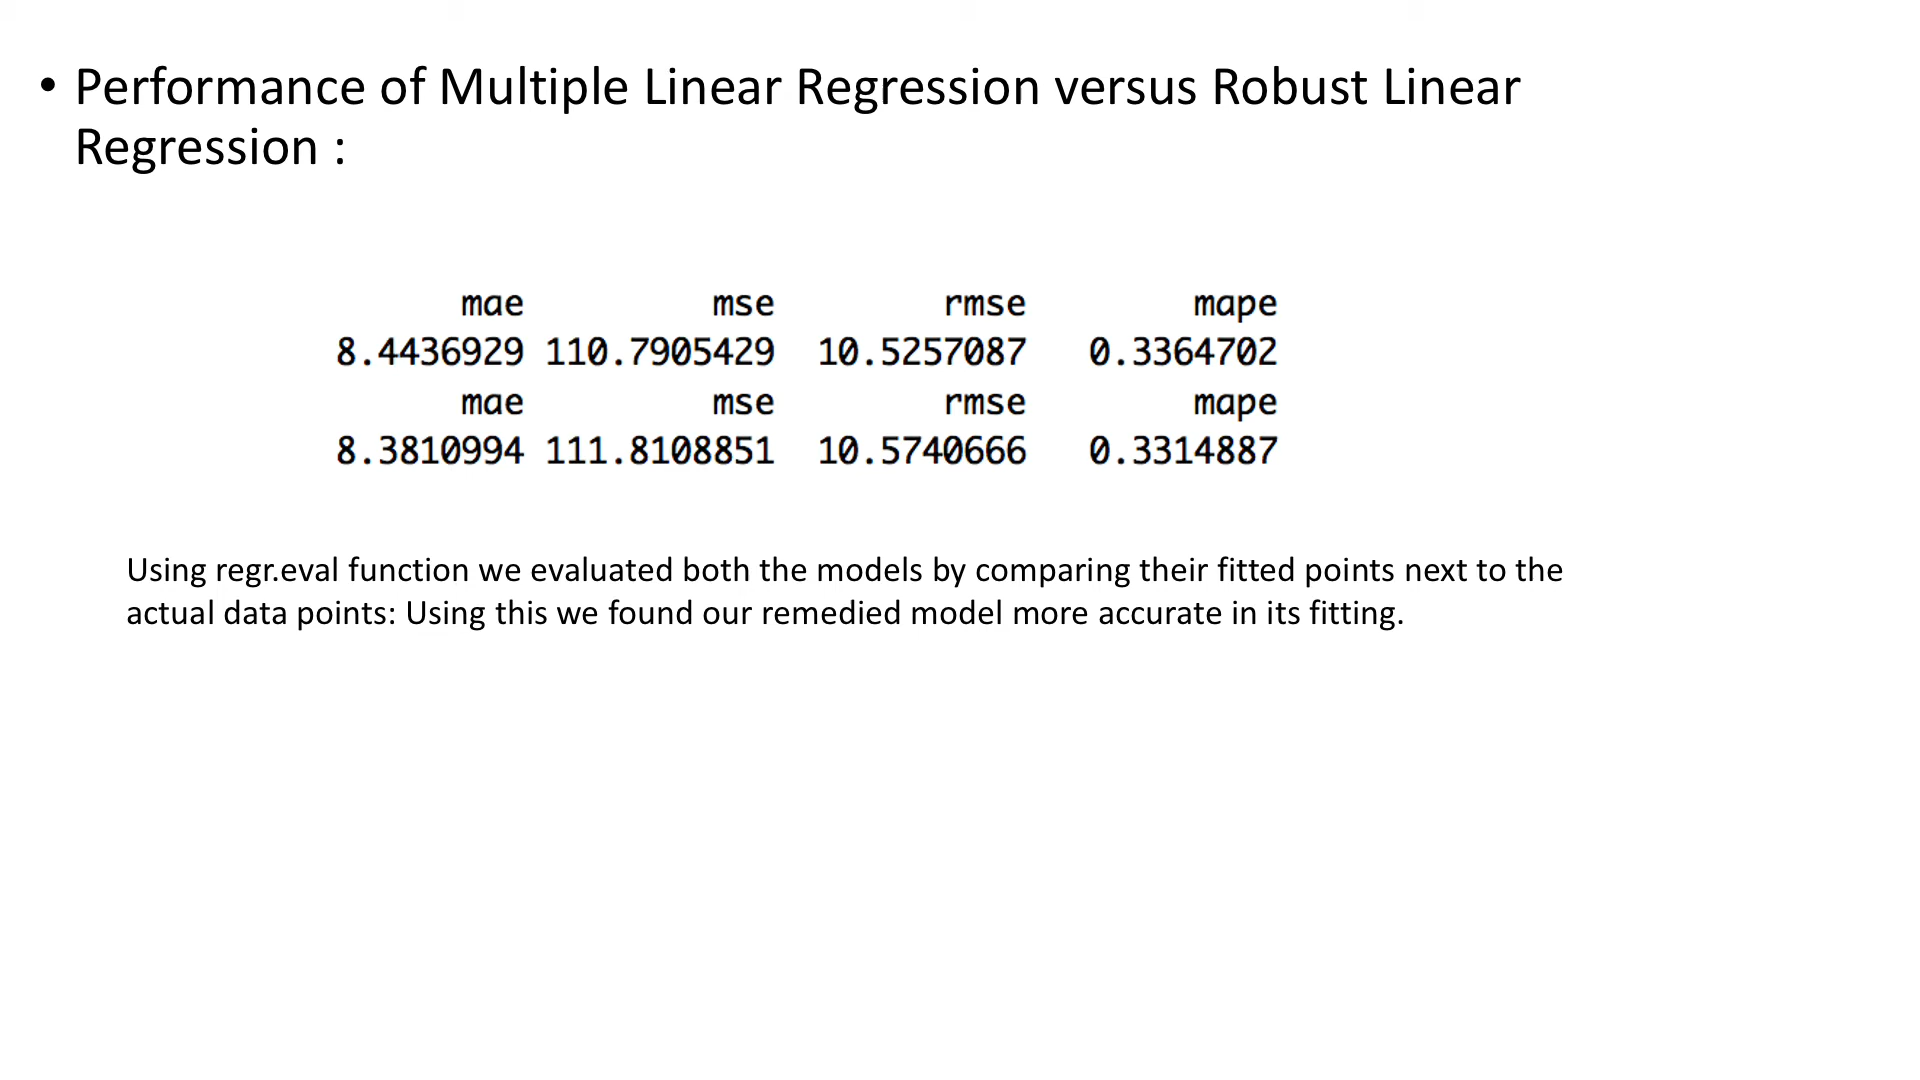 • Performance of Multiple Linear Regression versus Robust Linear
Regression :
mae mse rmse mape
8.4436929 110.7905429 10.5257087 0.3364702
mae mse rmse mape
8.3810994 111.8108851 10.5740666 0.3314887
Using regr.eval function we evaluated both the models by comparing their fitted points next to the
actual data points: Using this we found our remedied model more accurate in its fitting.